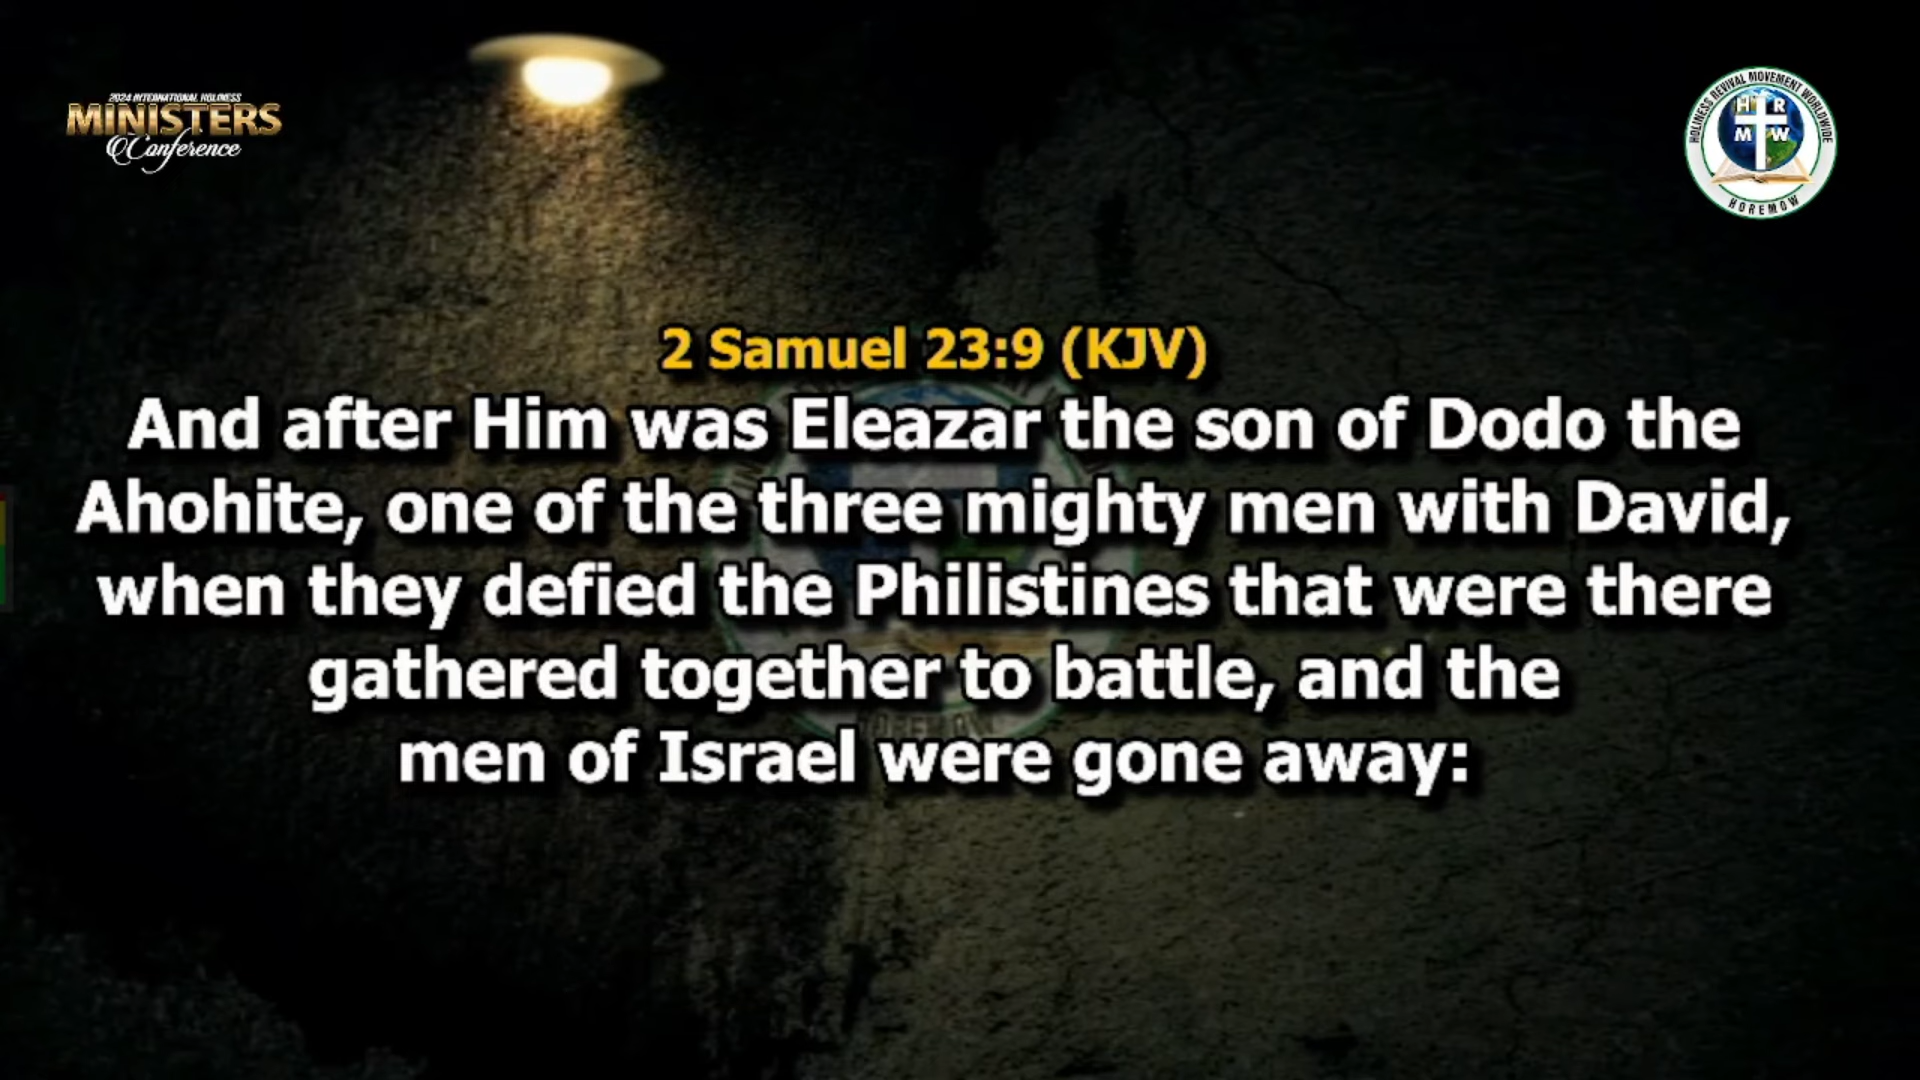 2024 INTERNATIONAL HOLINESS
MINISTERS
Conference
HOLINESS REVIVAL MOVEMENT WORLDWIDE
H R
M W
HOREMOW
2 Samuel 23:9 (KJV)
And after Him was Eleazar the son of Dodo the
Ahohite, one of the three mighty men with David,
when they defied the Philistines that were there
gathered together to battle, and the
men of Israel were gone away: